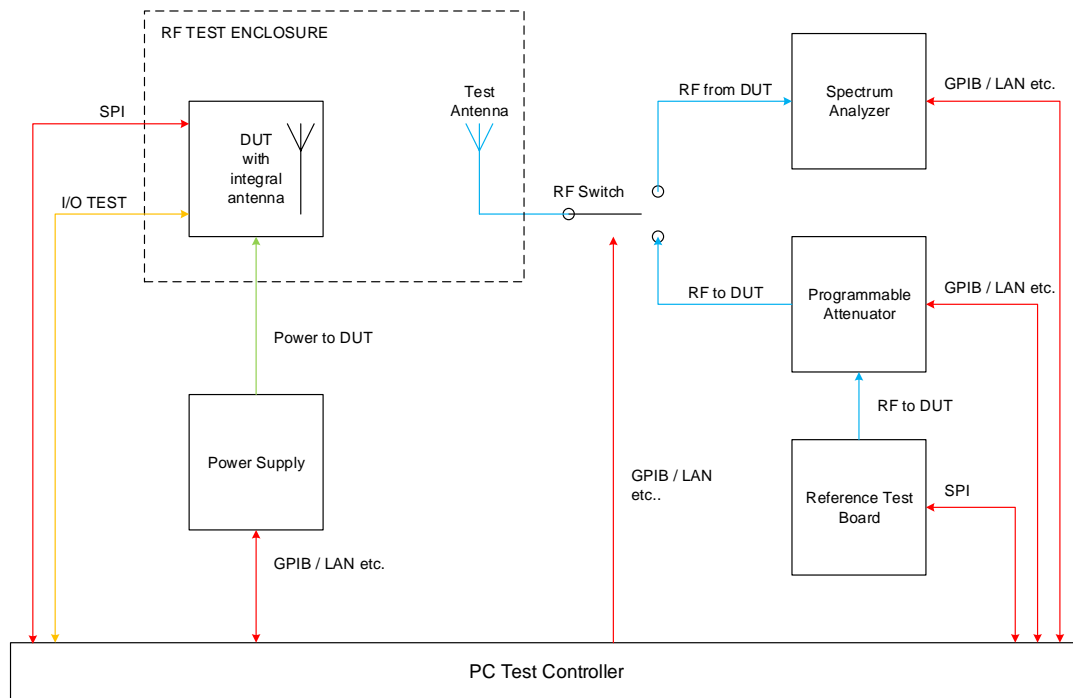 RF TEST ENCLOSURE
SPI
I/O TEST
DUT
with
integral
antenna
Test
Antenna
RF Switch
RF from DUT
Spectrum
Analyzer
GPIB / LAN etc.
RF to DUT
Programmable
Attenuator
GPIB / LAN etc.
Power to DUT
RF to DUT
Power Supply
GPIB / LAN
etc..
Reference Test
Board
SPI
GPIB / LAN etc.
PC Test Controller